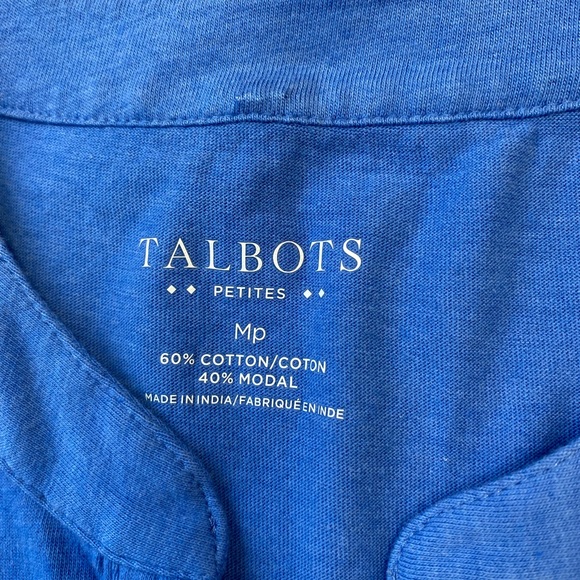 TALBOTS
PETITES
Mp
60% COTTON/COTON
40% MODAL
MADE IN INDIA/FABRIQUÉ EN INDE